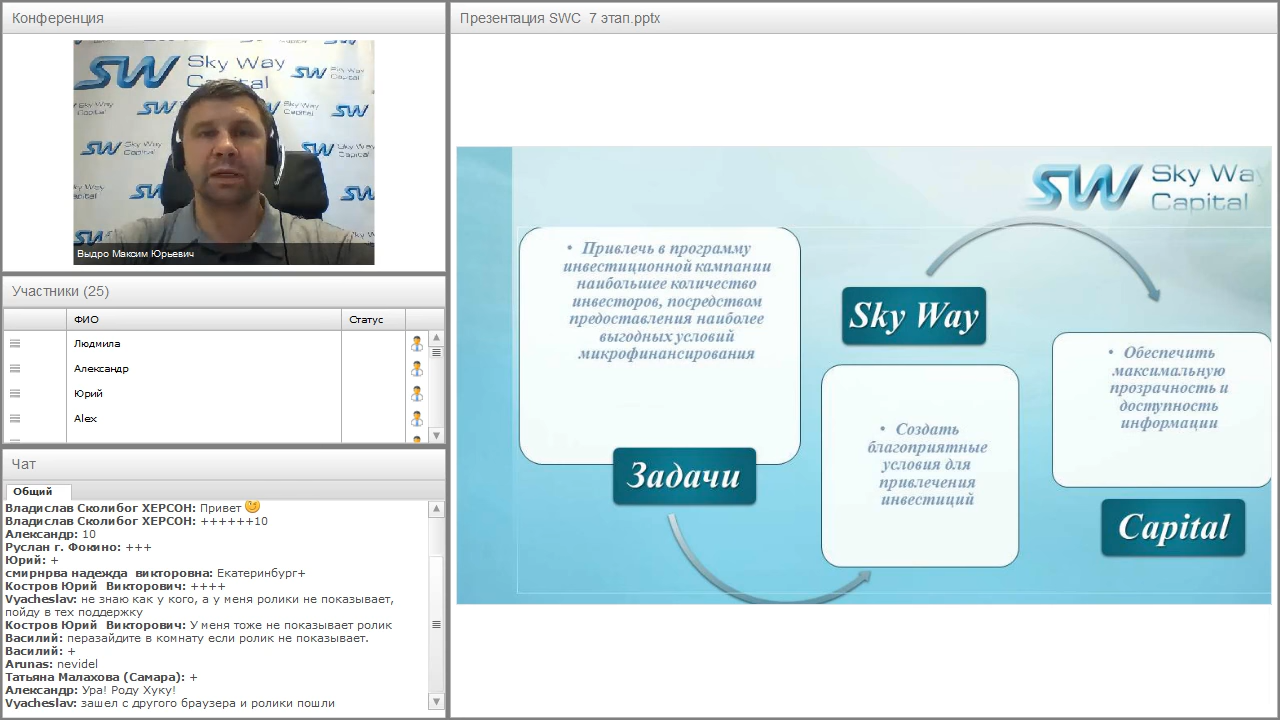 Конференция
SW Sky Way
Capital
SW Sky Way
Capital
Выдро Максим Юрьевич
Участники (25)
ФИО
Статус
Людмила
Александр
Юрий
Alex
Чат
Общий
Владислав Сколибог ХЕРСОН: Привет
Владислав Сколибог ХЕРСОН: ++++++10
Александр: 10
Руслан г. Фокино: +++
Юрий: +
смирнрва надежда викторовна: Екатеринбург+
Костров Юрий Викторович: ++++
Vyacheslav: не знаю как у кого, а у меня ролики не показывает,
пойду в тех поддержку
Костров Юрий Викторович: У меня тоже не показывает ролик
Василий: перазайдите в комнату если ролик не показывает.
Василий: +
Arunas: nevidel
Татьяна Малахова (Самара): +
Александр: Ура! Роду Хуку!
Vyacheslav: зашел с другого браузера и ролики пошли
Презентация SWC 7 этап.pptx
SW Sky Way
Capital
• Привлечь в программу
инвестиционной кампании
наибольшее количество
инвесторов, посредством
предоставления наиболее
выгодных условий
микрофинансирования
Задачи
Sky Way
• Создать
благоприятные
условия для
привлечения
инвестиций
• Обеспечить
максимальную
прозрачность и
доступность
информации
Capital